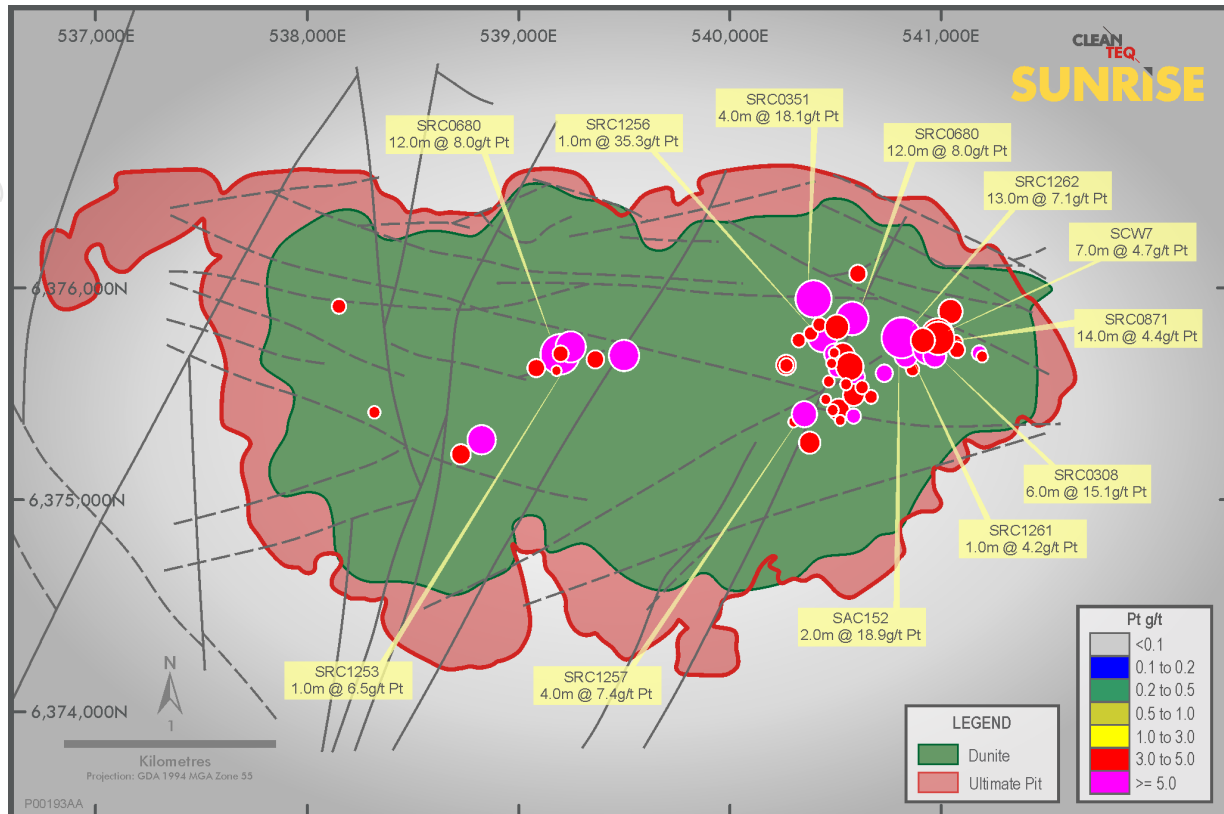 537,000E
538,000E
539,000E
540,000E
541,000E
CLEAN
TEQ
SUNRISE
SRC0351
4.0m @ 18.1g/t Pt
SRC0680
12.0m @ 8.0g/t Pt
SRC1256
1.0m @ 35.3g/t Pt
SRC0680
12.0m @ 8.0g/t Pt
SRC1262
13.0m @ 7.1g/t Pt
SCW7
7.0m @ 4.7g/t Pt
6,376,000N
SRC0871
14.0m @ 4.4g/t Pt
SRC0308
6.0m @ 15.1g/t Pt
6,375,000N
SRC1261
1.0m @ 4.2g/t Pt
SAC152
2.0m @ 18.9g/t Pt
SRC1253
1.0m @ 6.5g/t Pt
SRC1257
4.0m @ 7.4g/t Pt
6,374,000N
N
1
Kilometres
Projection: GDA 1994 MGA Zone 55
P00193AA
LEGEND
Dunite
Ultimate Pit
Pt g/t
<0.1
0.1 to 0.2
0.2 to 0.5
0.5 to 1.0
1.0 to 3.0
3.0 to 5.0
>= 5.0